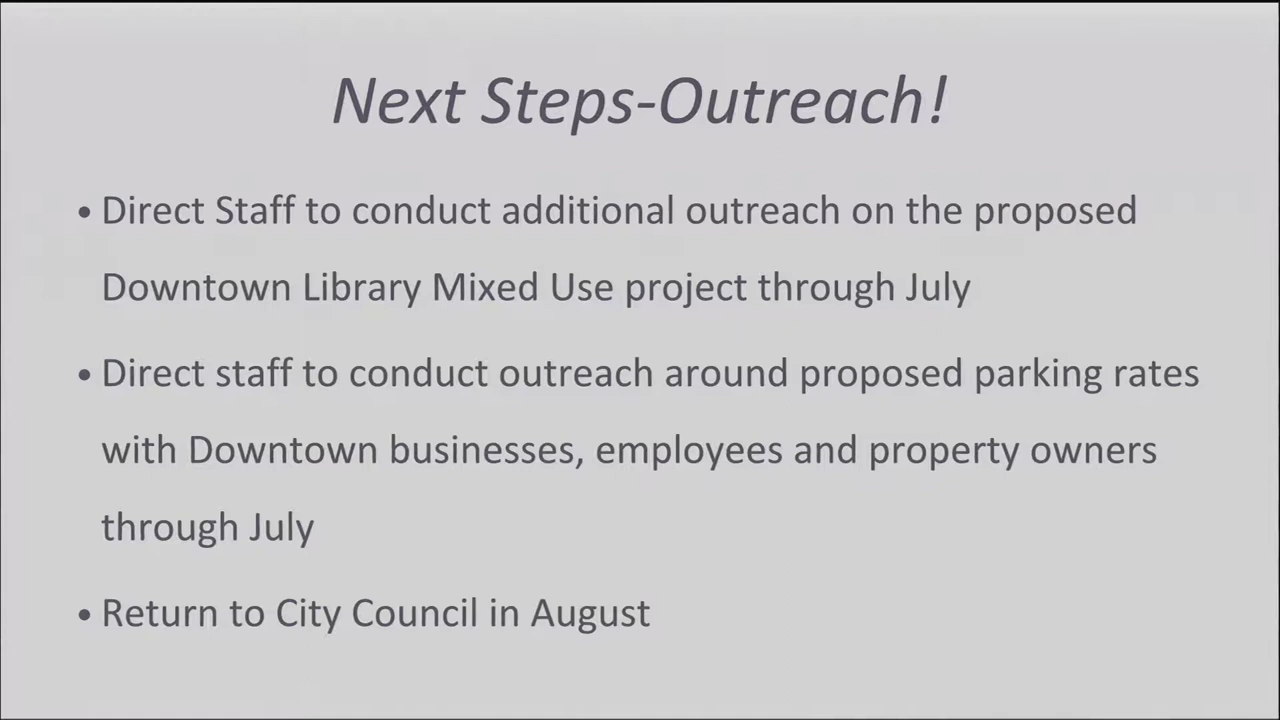 Next Steps-Outreach!
• Direct Staff to conduct additional outreach on the proposed
Downtown Library Mixed Use project through July
• Direct staff to conduct outreach around proposed parking rates
with Downtown businesses, employees and property owners
through July
• Return to City Council in August